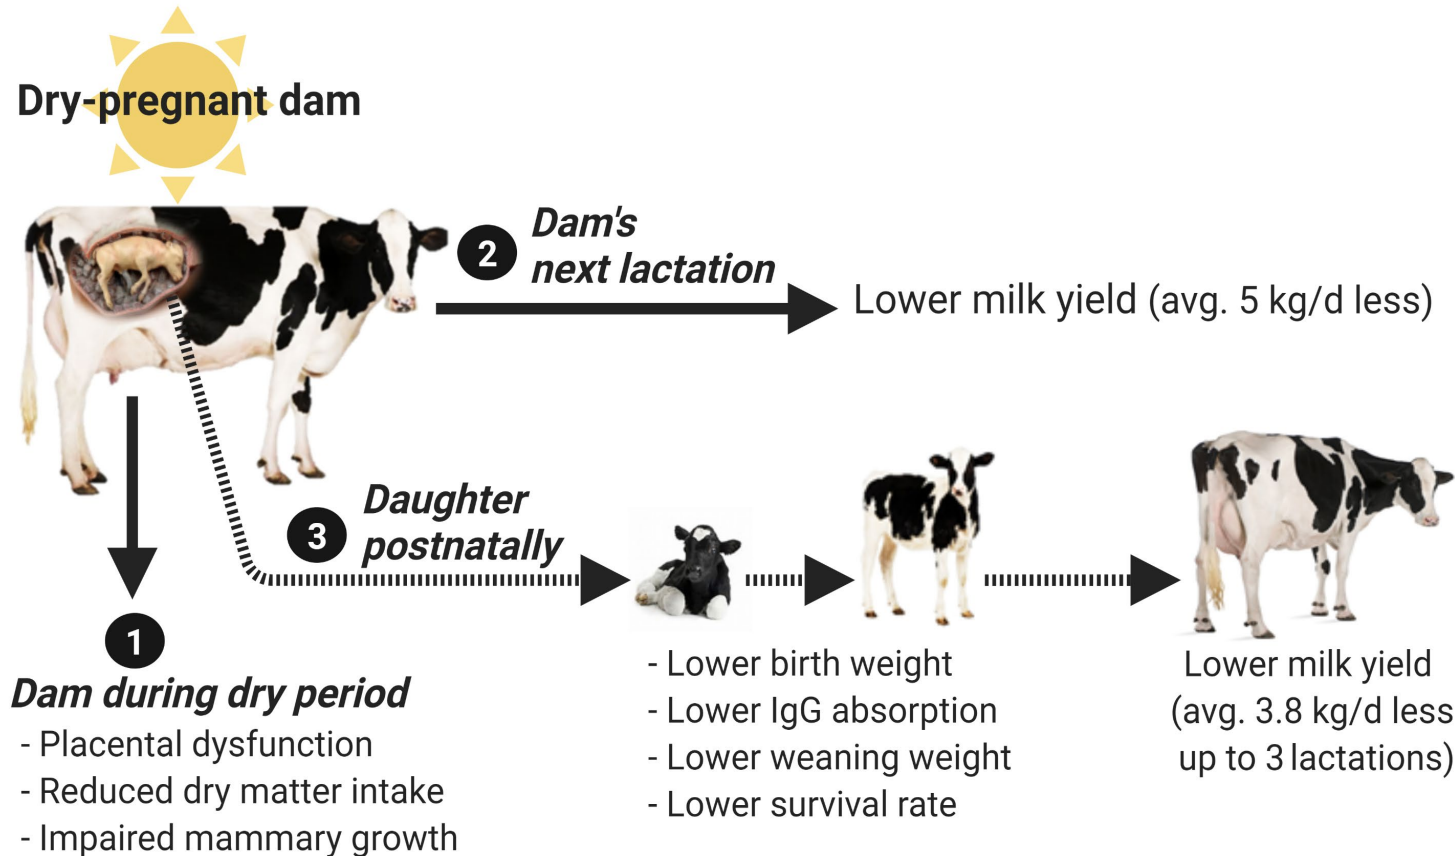 Dry-pregnant dam
2
Dam's
next lactation
Lower milk yield (avg. 5 kg/d less)
3
Daughter
postnatally
1
Dam during dry period
- Placental dysfunction
- Reduced dry matter intake
- Impaired mammary growth
- Lower birth weight
- Lower IgG absorption
- Lower weaning weight
- Lower survival rate
Lower milk yield
(avg. 3.8 kg/d less
up to 3 lactations)